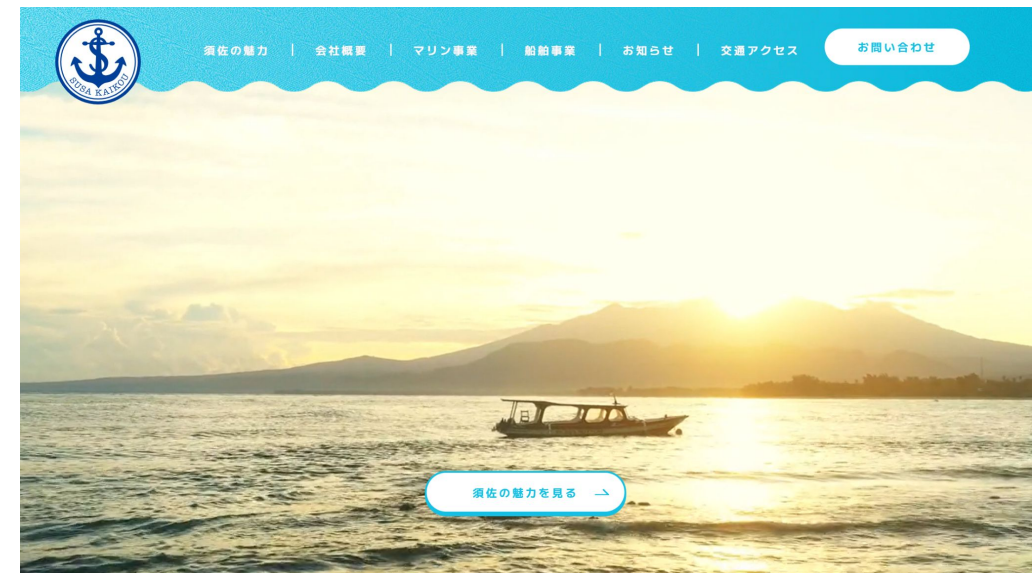 SUSA KAIKOU
須佐の魅力
会社概要
マリン事業
船舶事業
お知らせ
交通アクセス
お問い合わせ
須佐の魅力を見る